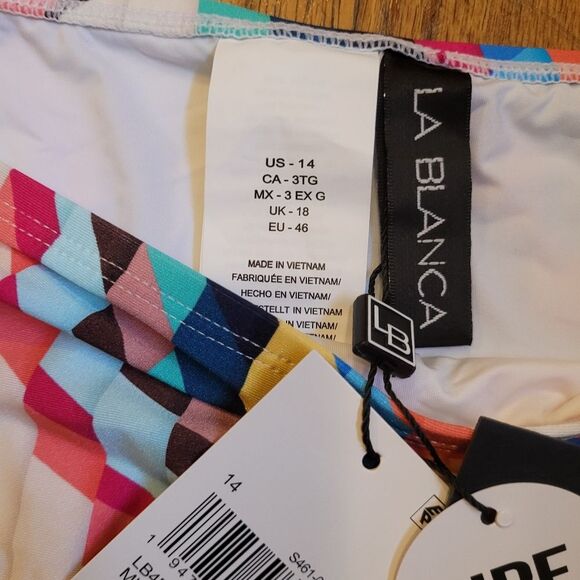 US - 14
CA - 3TG
MX - 3 EX G
UK - 18
EU - 46
MADE IN VIETNAM
FABRIQUÉE EN VIETNAM/
HECHO EN VIETNAM/
EN VIETNAM/
IN VIETNAM/
LA BLANCA
LB
14